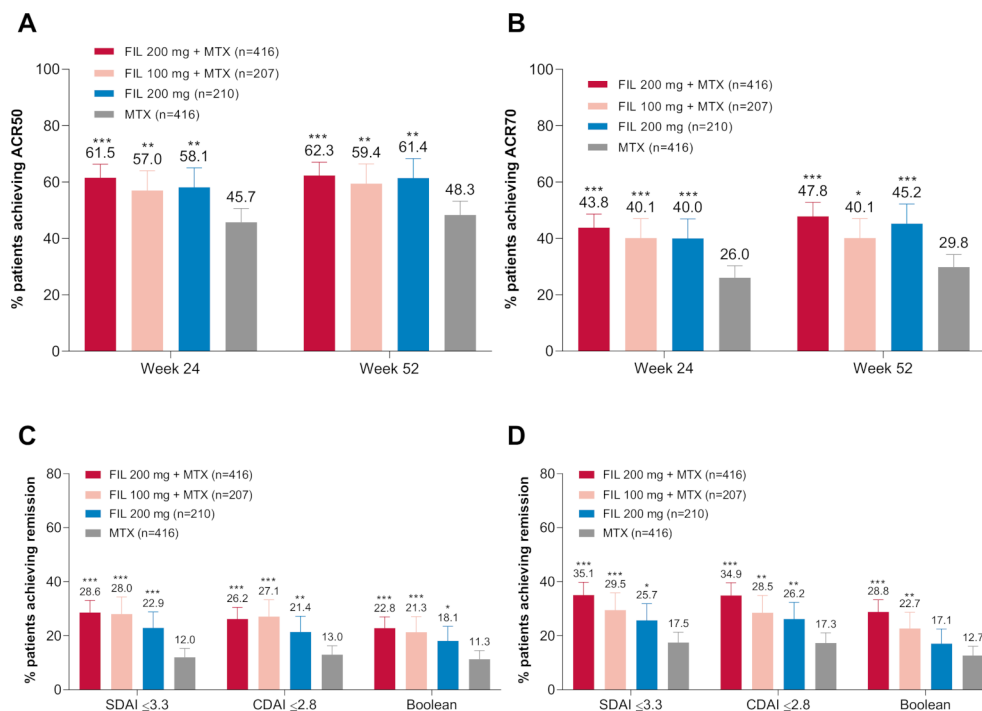 A
FIL 200 mg + MTX (n=416)
FIL 100 mg + MTX (n=207)
FIL 200 mg (n=210)
MTX (n=416)
% patients achieving ACR50
100
80
60
40
20
0
*** ** ** *** ** **
61.5 57.0 58.1 45.7 62.3 59.4 61.4 48.3
Week 24 Week 52
B
FIL 200 mg + MTX (n=416)
FIL 100 mg + MTX (n=207)
FIL 200 mg (n=210)
MTX (n=416)
% patients achieving ACR70
100
80
60
40
20
0
*** *** *** *** * ***
43.8 40.1 40.0 26.0 47.8 40.1 45.2 29.8
Week 24 Week 52
C
FIL 200 mg + MTX (n=416)
FIL 100 mg + MTX (n=207)
FIL 200 mg (n=210)
MTX (n=416)
% patients achieving remission
80
60
40
20
0
*** *** *** *** *** ** *** *** *
28.6 28.0 22.9 12.0 26.2 27.1 21.4 13.0 22.8 21.3 18.1 11.3
SDAI ≤3.3 CDAI ≤2.8 Boolean
D
FIL 200 mg + MTX (n=416)
FIL 100 mg + MTX (n=207)
FIL 200 mg (n=210)
MTX (n=416)
% patients achieving remission
80
60
40
20
0
*** *** * *** ** ** *** **
35.1 29.5 25.7 17.5 34.9 28.5 26.2 17.3 28.8 22.7 17.1 12.7
SDAI ≤3.3 CDAI ≤2.8 Boolean